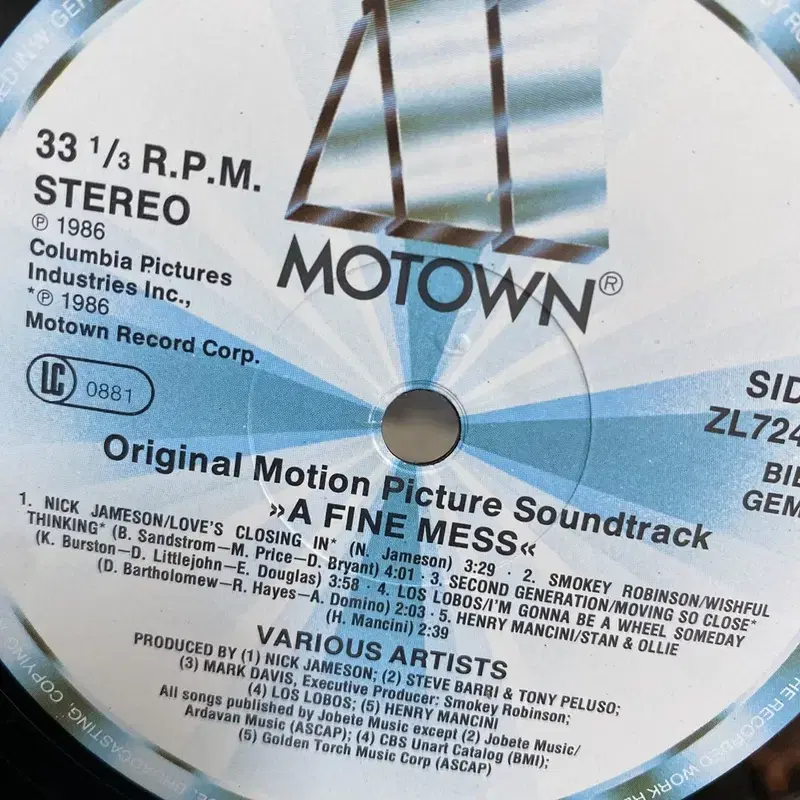 33 1/3 R.P.M.
STEREO
℗ 1986
Columbia Pictures
Industries Inc.,
*℗ 1986
Motown Record Corp.
LC 0881
MOTOWN®
SID
ZL724
BIE
GEM
Original Motion Picture Soundtrack
»A FINE MESS«
1. NICK JAMESON/LOVE'S CLOSING IN* (N. Jameson) 3:29 · 2. SMOKEY ROBINSON/WISHFUL
THINKING* (B. Sandstrom—M. Price—D. Bryant) 4:01 · 3. SECOND GENERATION/MOVING SO CLOSE*
(K. Burston—D. Littlejohn—E. Douglas) 3:58 · 4. LOS LOBOS/I'M GONNA BE A WHEEL SOMEDAY
(D. Bartholomew—R. Hayes—A. Domino) 2:03 · 5. HENRY MANCINI/STAN & OLLIE
(H. Mancini) 2:39
VARIOUS ARTISTS
PRODUCED BY (1) NICK JAMESON; (2) STEVE BARRI & TONY PELUSO;
(3) MARK DAVIS, Executive Producer: Smokey Robinson;
(4) LOS LOBOS; (5) HENRY MANCINI
All songs published by Jobete Music except (2) Jobete Music/
Ardavan Music (ASCAP); (4) CBS Unart Catalog (BMI);
(5) Golden Torch Music Corp (ASCAP)
BROADCASTING, COPYING
THE RECORDED WORK